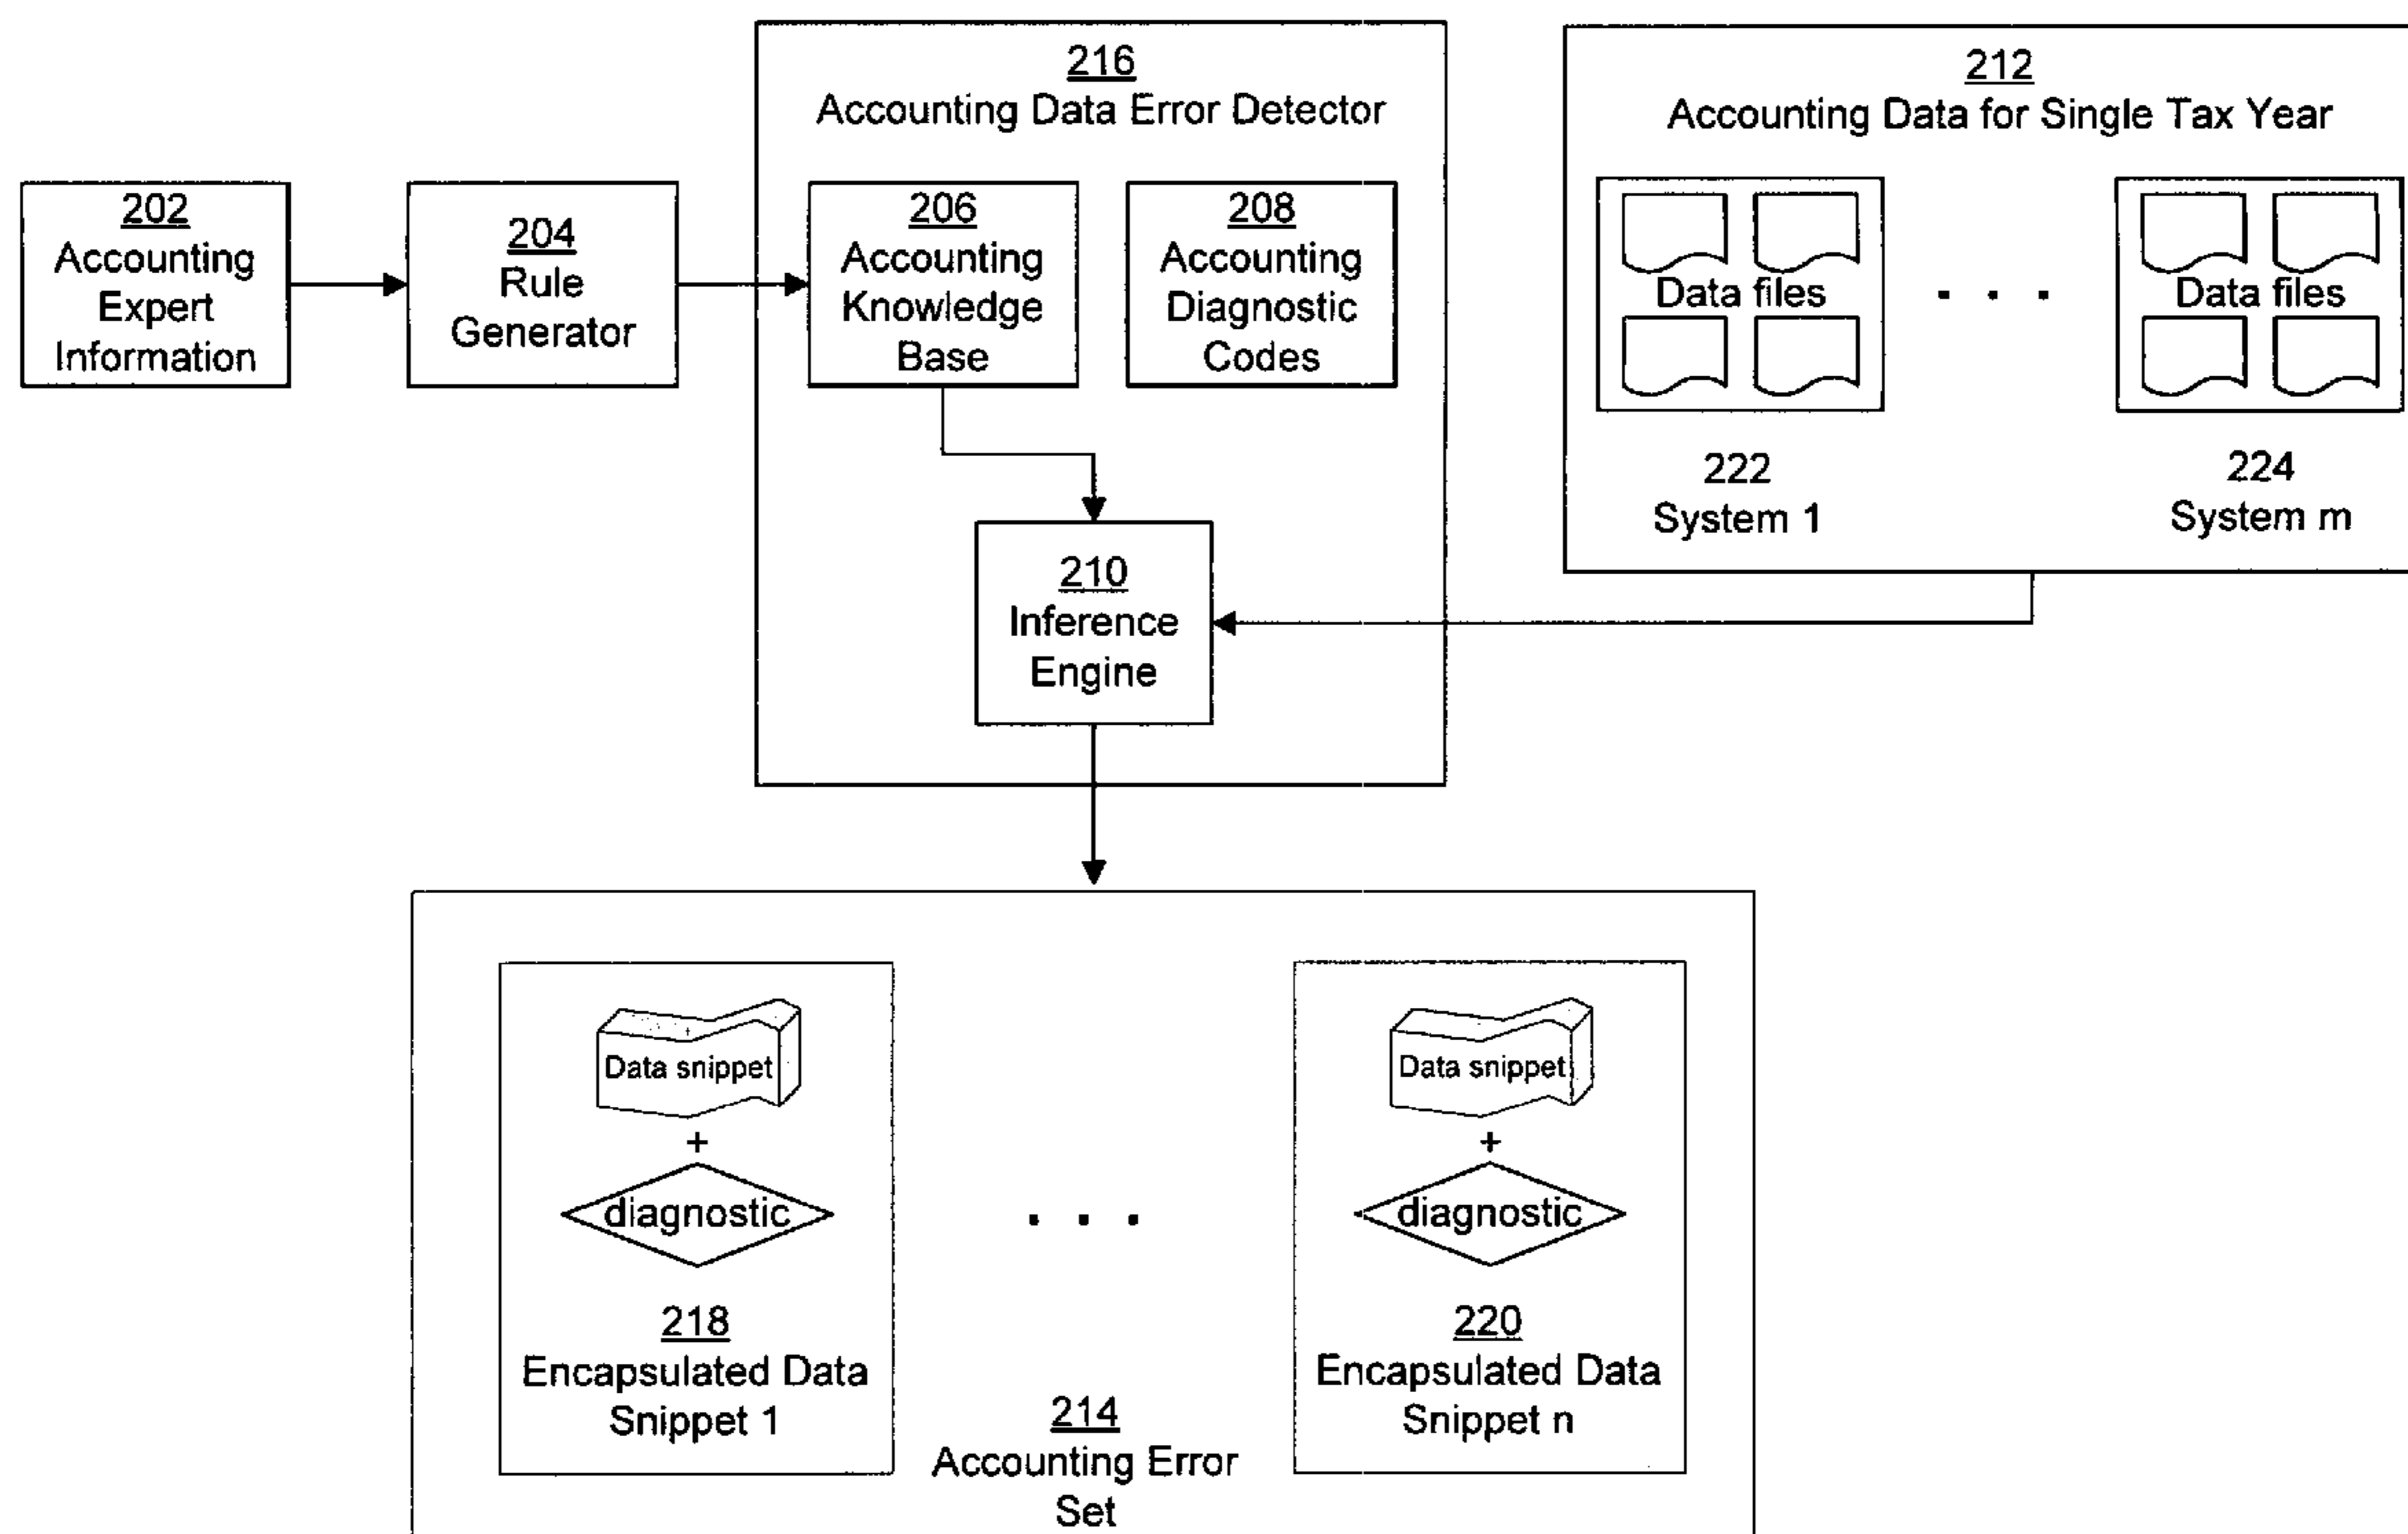 216
Accounting Data Error Detector
212
Accounting Data for Single Tax Year
202
Accounting
Expert
Information
204
Rule
Generator
206
Accounting
Knowledge
Base
208
Accounting
Diagnostic
Codes
Data files
. . .
Data files
222
System 1
224
System m
210
Inference
Engine
Data snippet
+
diagnostic
218
Encapsulated Data
Snippet 1
. . .
Data snippet
+
diagnostic
220
Encapsulated Data
Snippet n
214
Accounting Error
Set